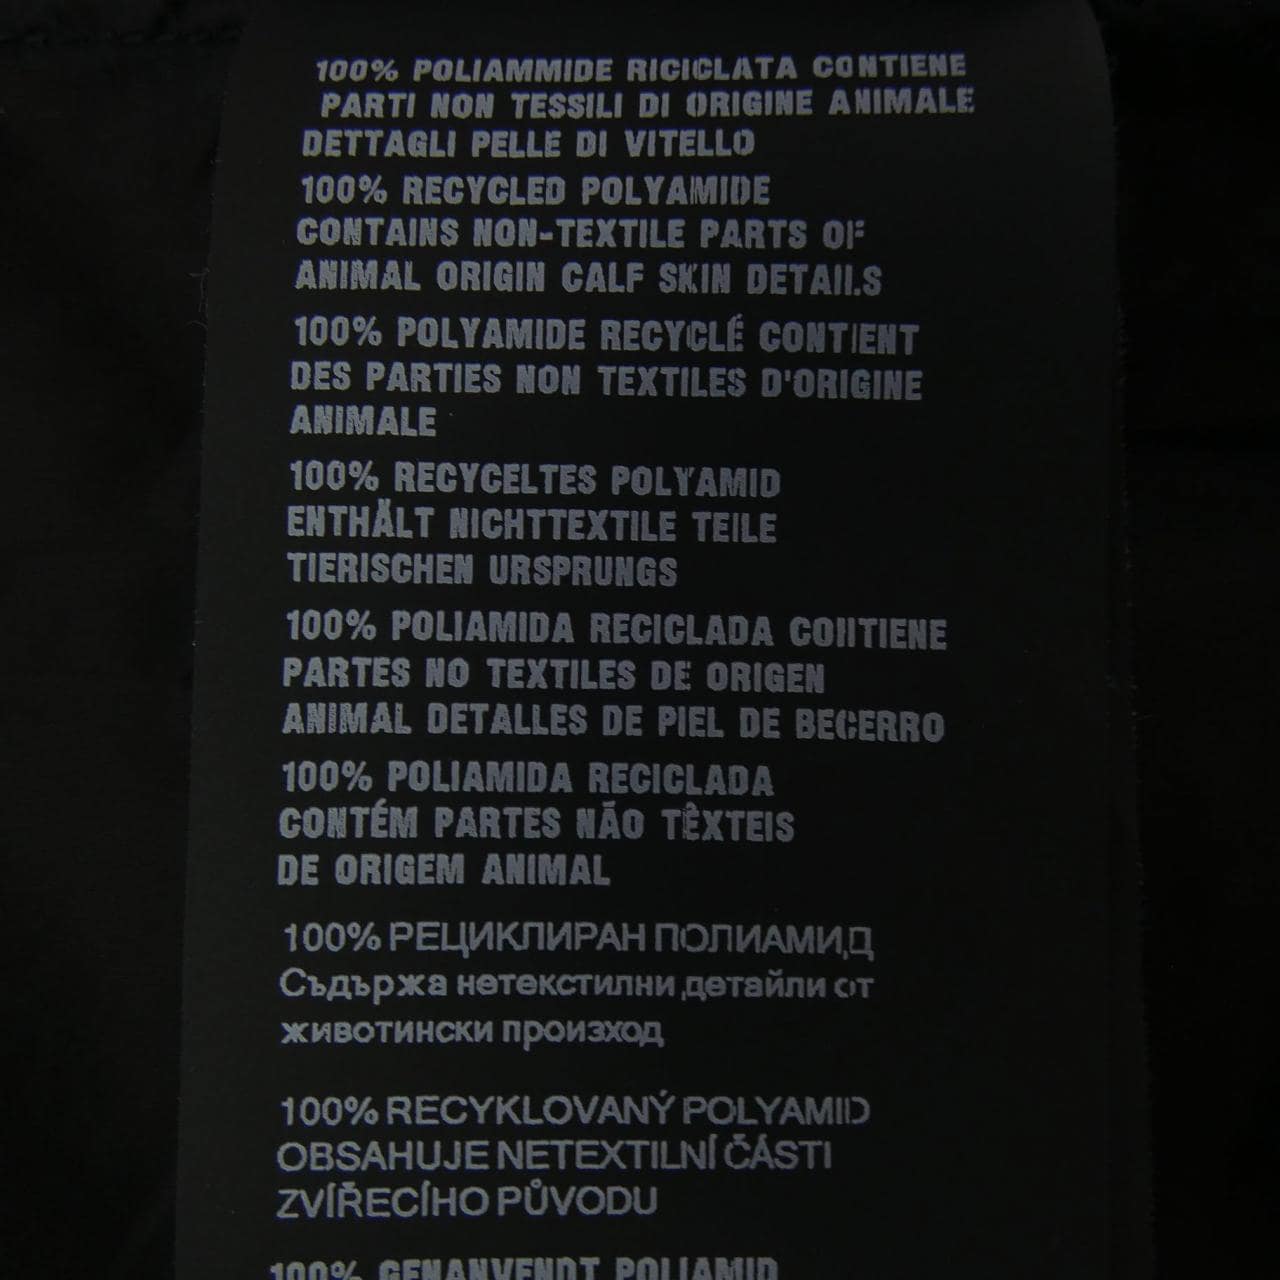 100% POLIAMMIDE RICICLATA CONTIENE
PARTI NON TESSILI DI ORIGINE ANIMALE
DETTAGLI PELLE DI VITELLO
100% RECYCLED POLYAMIDE
CONTAINS NON-TEXTILE PARTS OF
ANIMAL ORIGIN CALF SKIN DETAILS
100% POLYAMIDE RECYCLÉ CONTIENT
DES PARTIES NON TEXTILES D'ORIGINE
ANIMALE
100% RECYCELTES POLYAMID
ENTHÄLT NICHTTEXTILE TEILE
TIERISCHEN URSPRUNGS
100% POLIAMIDA RECICLADA CONTIENE
PARTES NO TEXTILES DE ORIGEN
ANIMAL DETALLES DE PIEL DE BECERRO
100% POLIAMIDA RECICLADA
CONTÉM PARTES NÃO TÊXTEIS
DE ORIGEM ANIMAL
100% РЕЦИКЛИРАН ПОЛИАМИД
Съдържа нетекстилни детайли от
животински произход
100% RECYKLOVANÝ POLYAMID
OBSAHUJE NETEXTILNÍ ČÁSTI
ZVÍŘECÍHO PŮVODU
100% GENANVENDT POLIAMID